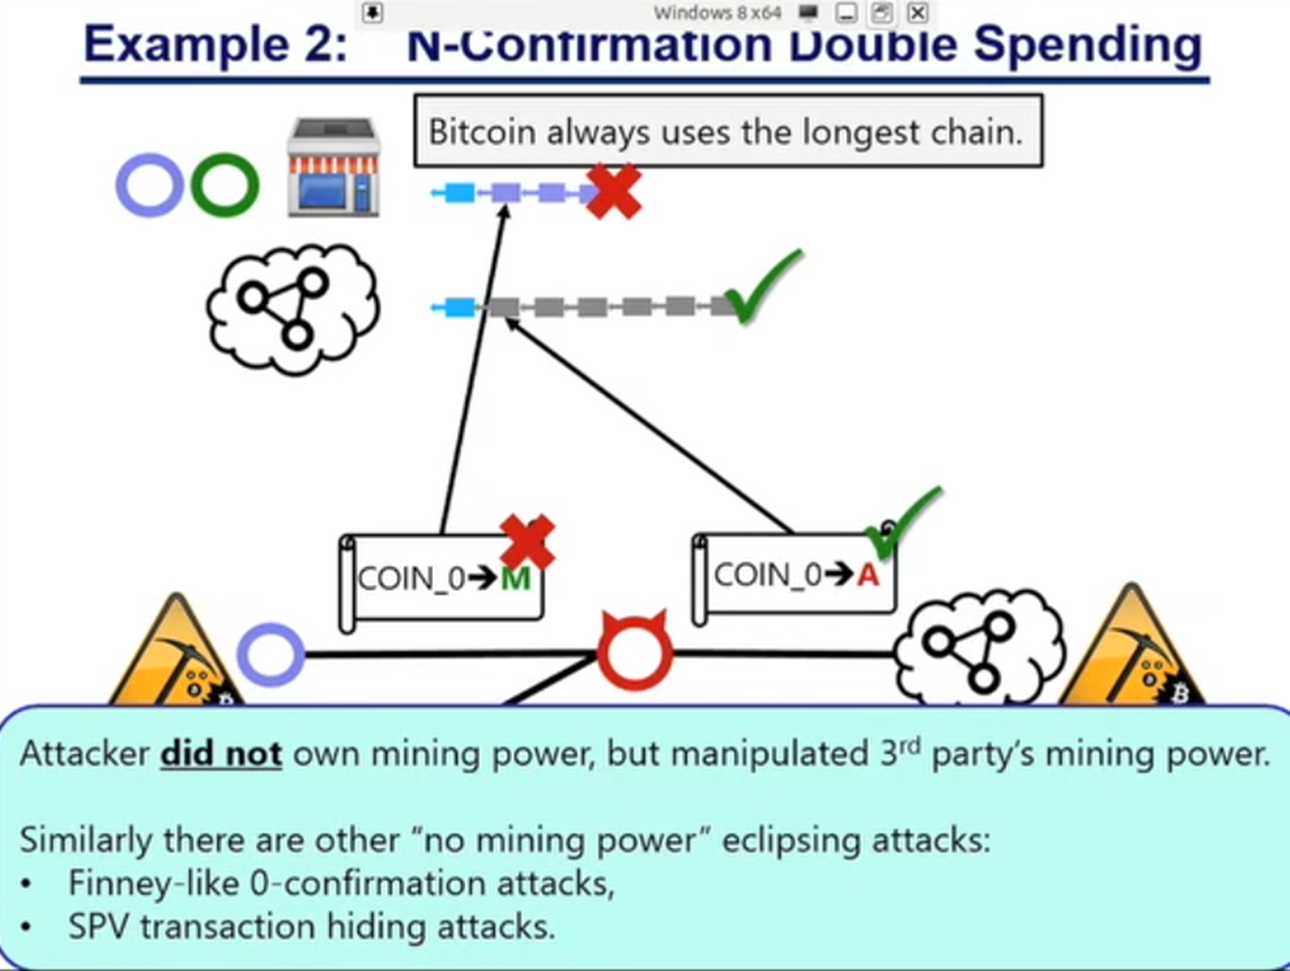 Windows 8 x64
Example 2: N-Confirmation Double Spending
Bitcoin always uses the longest chain.
COIN_0➔M
COIN_0➔A
Attacker did not own mining power, but manipulated 3rd party's mining power.
Similarly there are other "no mining power" eclipsing attacks:
• Finney-like 0-confirmation attacks,
• SPV transaction hiding attacks.